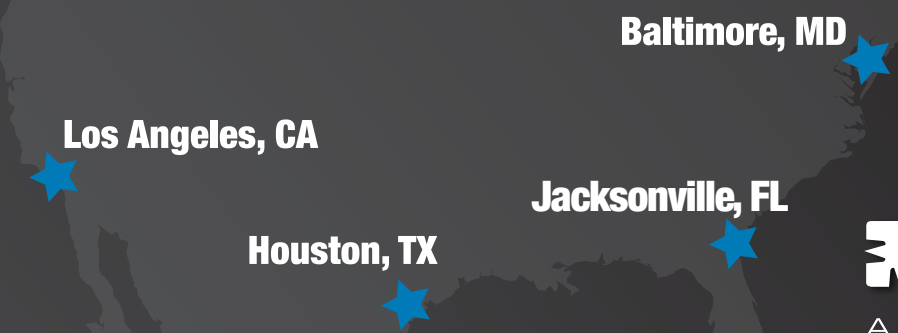 Baltimore, MD
Los Angeles, CA
Jacksonville, FL
Houston, TX